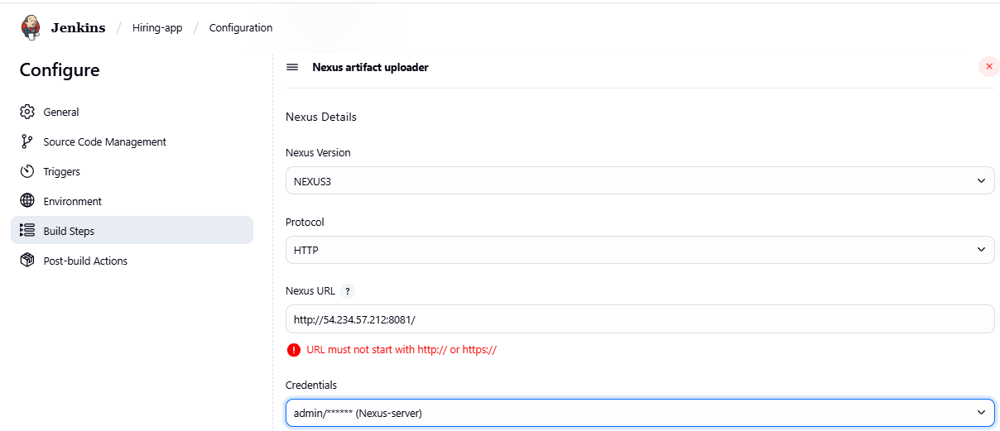 Jenkins / Hiring-app / Configuration
Configure
General
Source Code Management
Triggers
Environment
Build Steps
Post-build Actions
Nexus artifact uploader
Nexus Details
Nexus Version
NEXUS3
Protocol
HTTP
Nexus URL ?
http://54.234.57.212:8081/
URL must not start with http:// or https://
Credentials
admin/****** (Nexus-server)